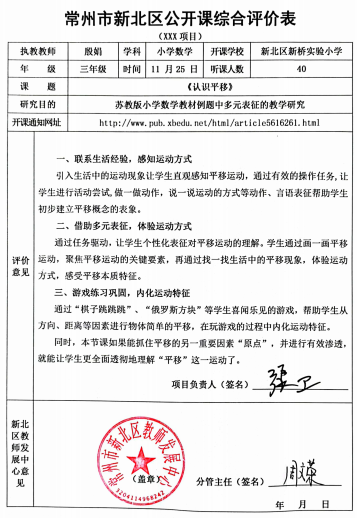 常州市新北区公开课综合评价表
（XXX 项目）
执教教师 殷娟 学科 小学数学 开课学校 新北区新桥实验小学
年 级 三年级 时间 11 月 25 日 听课人数 40
课 题 《认识平移》
研究目的 苏教版小学数学教材例题中多元表征的教学研究
开课通知网址 http://www.pub.xbedu.net/html/article5616261.html
评价意见
一、联系生活经验，感知运动方式
引入生活中的运动现象让学生直观感知平移运动，通过有效的操作任务，让
学生进行活动尝试，做一做动作，说一说运动的方式等动作、言语表征帮助学生
初步建立平移概念的表象。
二、借助多元表征，体验运动方式
通过任务驱动，让学生个性化表征对平移运动的理解。学生通过画一画平移
运动，聚焦平移运动的关键要素，再通过找一找生活中的平移现象，体验运动
方式，感受平移本质特征。
三、游戏练习巩固，内化运动特征
通过“棋子跳跳跳”、“俄罗斯方块”等学生喜闻乐见的游戏，帮助学生从
方向、距离等因素进行物体简单的平移，在玩游戏的过程中内化运动特征。
同时，本节课如果能抓住平移的另一重要因素“原点”，并进行有效渗透，
就能让学生更全面透彻地理解“平移”这一运动了。
项目负责人（签名） 张卫
新北区教师发展中心意见
常州市新北区教师发展中心
（盖章）
3204114968242
分管主任（签名）
年 月 日